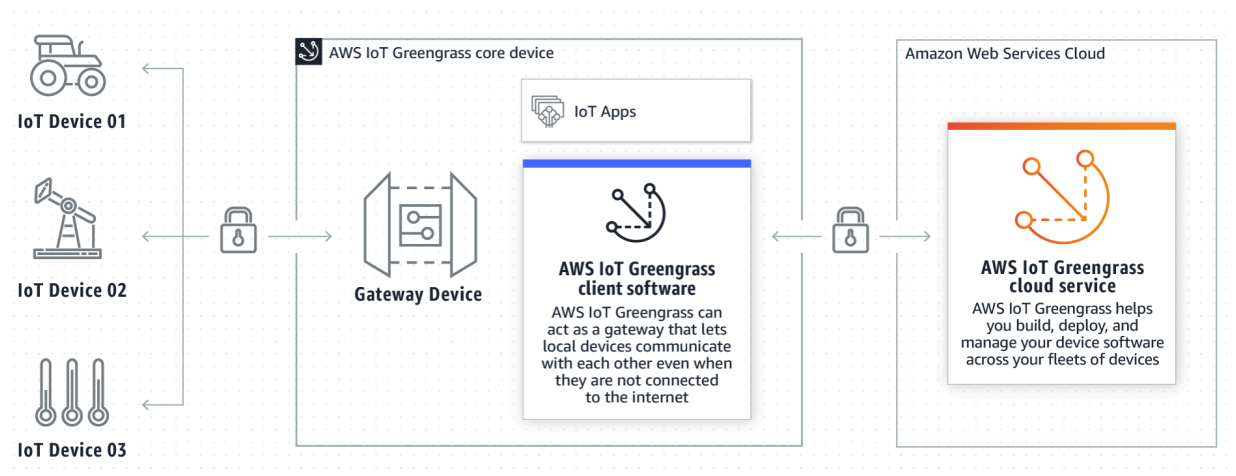 IoT Device 01
IoT Device 02
IoT Device 03
AWS IoT Greengrass core device
Gateway Device
IoT Apps
AWS IoT Greengrass
client software
AWS IoT Greengrass can
act as a gateway that lets
local devices communicate
with each other even when
they are not connected
to the internet
Amazon Web Services Cloud
AWS IoT Greengrass
cloud service
AWS IoT Greengrass helps
you build, deploy, and
manage your device software
across your fleets of devices